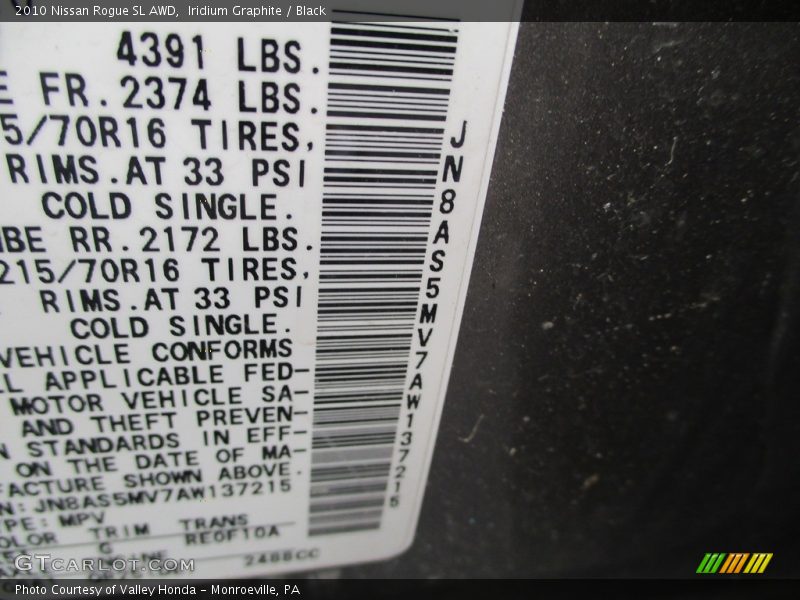 2010 Nissan Rogue SL AWD,  Iridium Graphite / Black
4391 LBS.
E FR.2374 LBS.
5/70R16 TIRES,
RIMS.AT 33 PSI
COLD SINGLE.
BE RR.2172 LBS.
215/70R16 TIRES,
RIMS.AT 33 PSI
COLD SINGLE.
VEHICLE CONFORMS
L APPLICABLE FED-
MOTOR VEHICLE SA-
AND THEFT PREVEN-
N STANDARDS IN EFF-
ON THE DATE OF MA-
FACTURE SHOWN ABOVE.
N:JN8AS5MV7AW137215
YPE:MPV
OLOR TRIM TRANS
G RE0F10A
2488CC
JN8AS5MV7AW137215
GTCarLot.com
Photo Courtesy of Valley Honda - Monroeville, PA